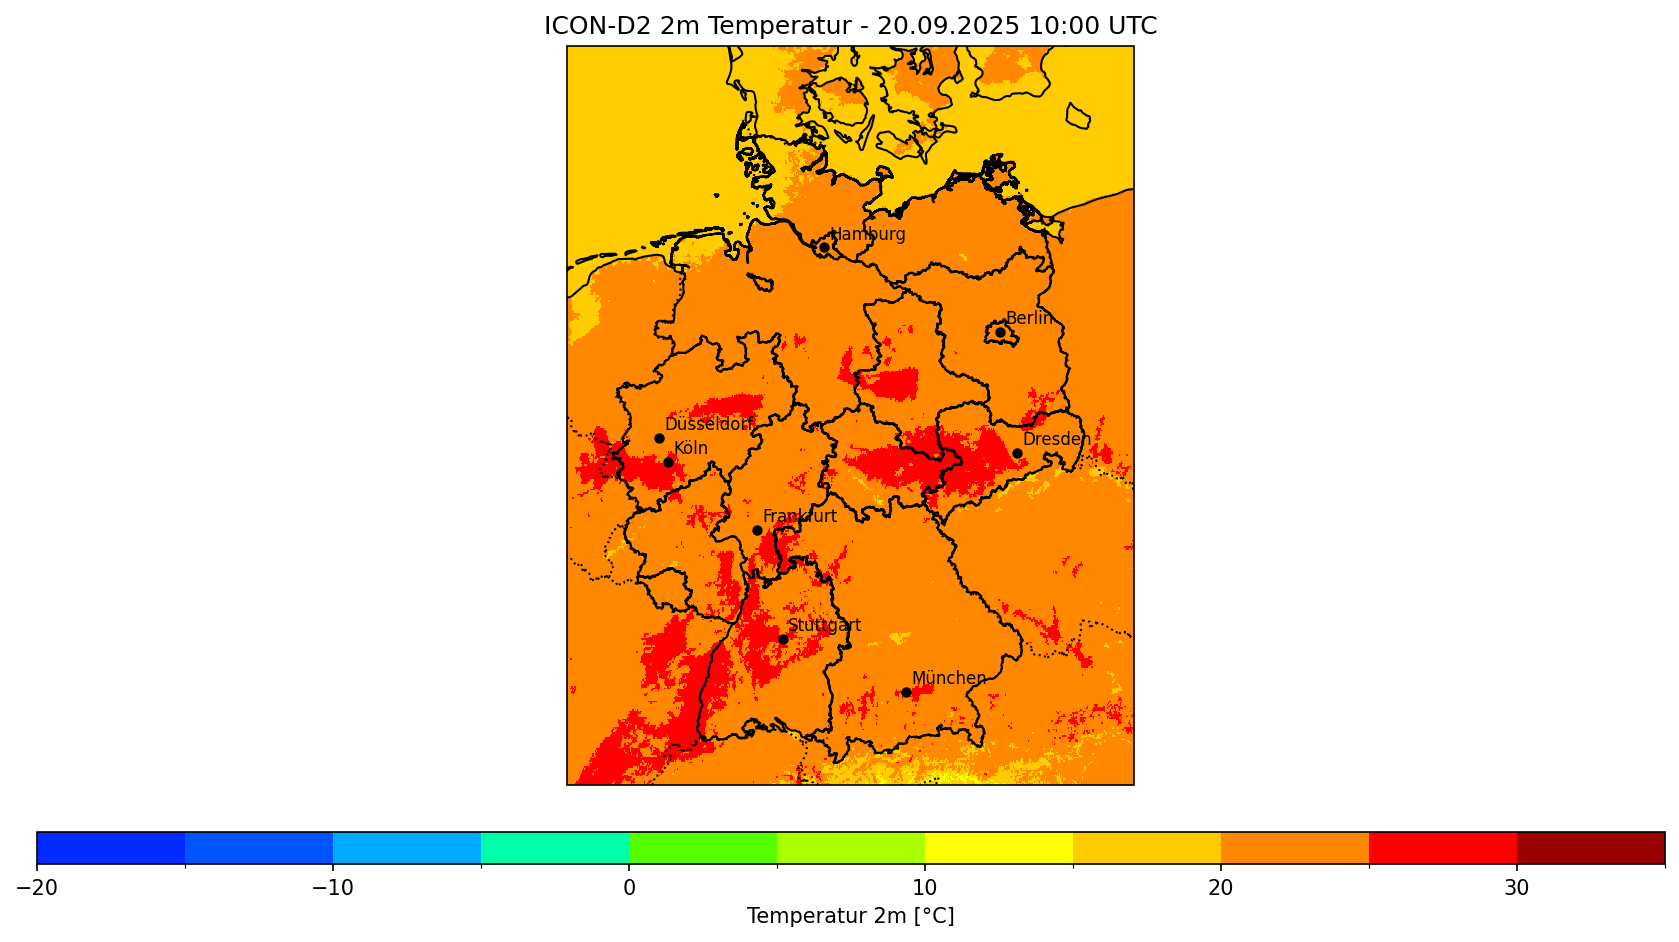 ICON-D2 2m Temperatur - 20.09.2025 10:00 UTC
Hamburg
Berlin
Düsseldorf
Dresden
Köln
Frankfurt
Stuttgart
München
−20 −10 0 10 20 30
Temperatur 2m [°C]